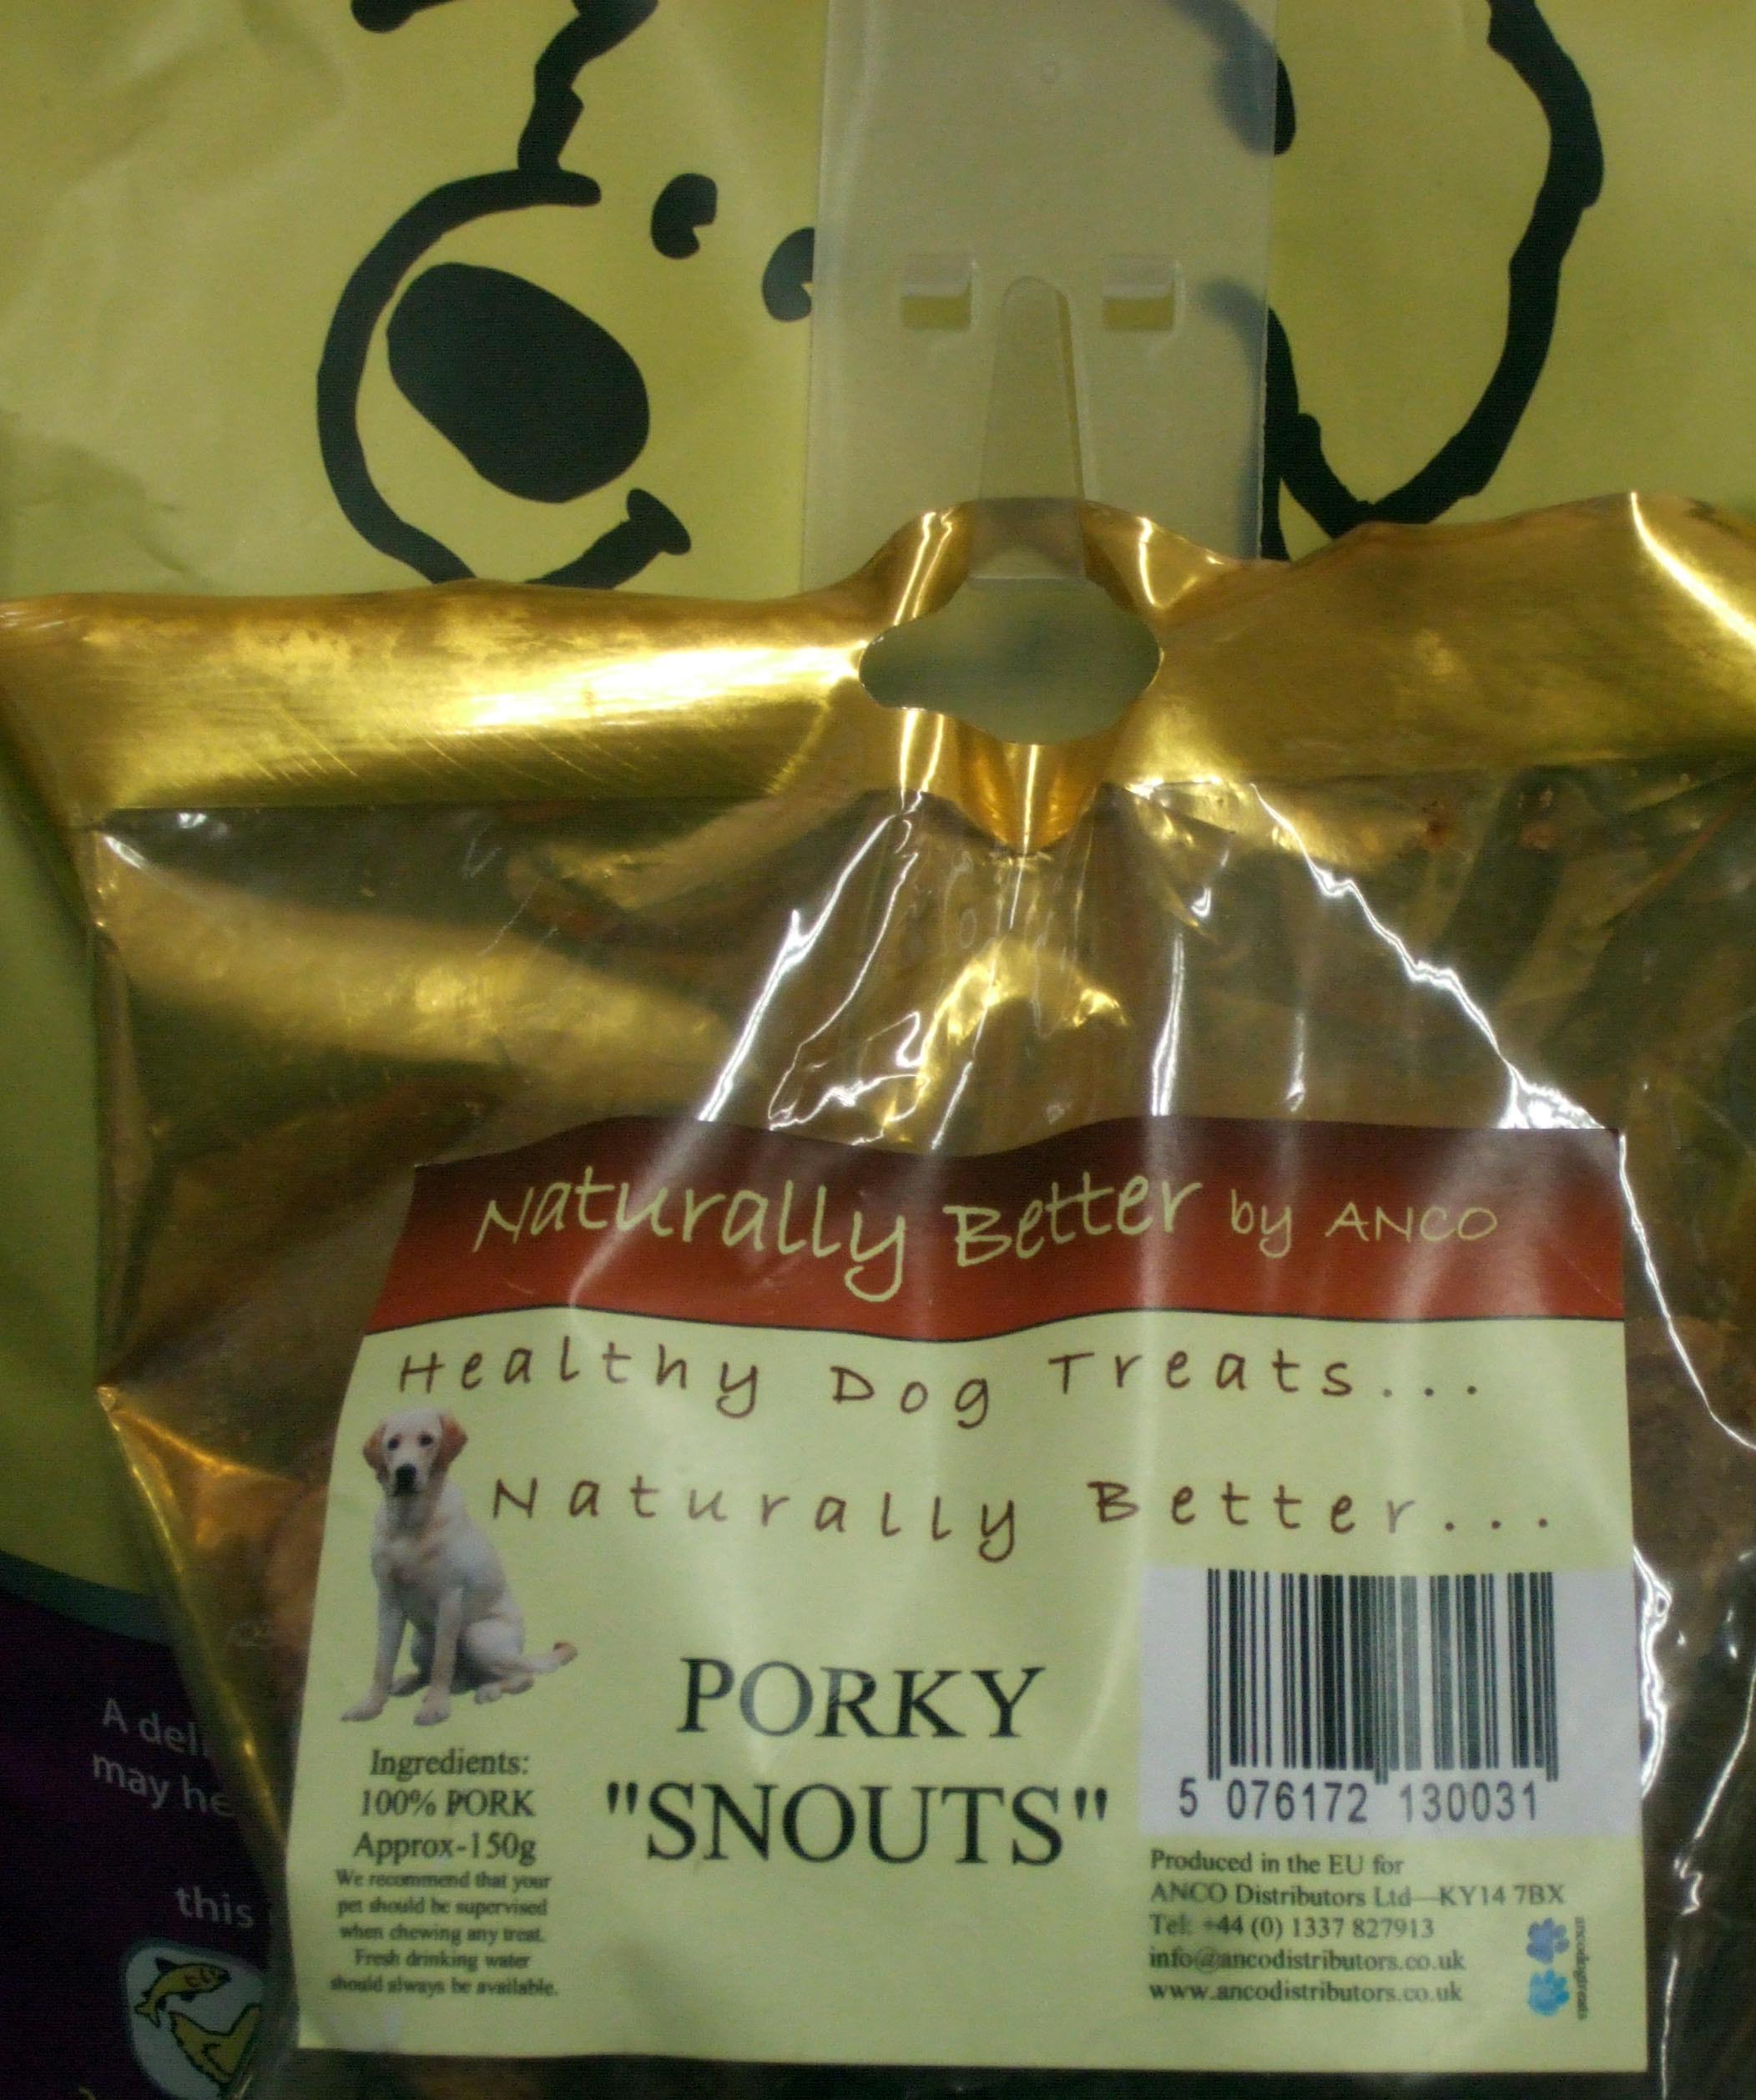 Naturally Better by ANCO
Healthy Dog Treats...
Naturally Better...
PORKY
"SNOUTS"
Ingredients:
100% PORK
Approx-150g
We recommend that your
pet should be supervised
when chewing any treat.
Fresh drinking water
should always be available.
5 076172 130031
Produced in the EU for
ANCO Distributors Ltd—KY14 7BX
Tel: +44 (0) 1337 827913
info@ancodistributors.co.uk
www.ancodistributors.co.uk
ancodogtreats
A
may
this